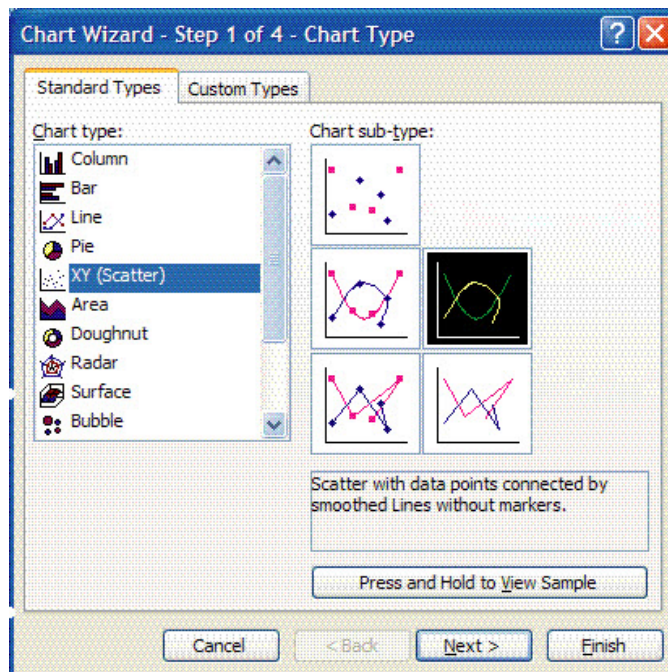 Chart Wizard - Step 1 of 4 - Chart Type
Standard Types
Custom Types
Chart type:
Column
Bar
Line
Pie
XY (Scatter)
Area
Doughnut
Radar
Surface
Bubble
Chart sub-type:
Scatter with data points connected by
smoothed Lines without markers.
Press and Hold to View Sample
Cancel
< Back
Next >
Finish